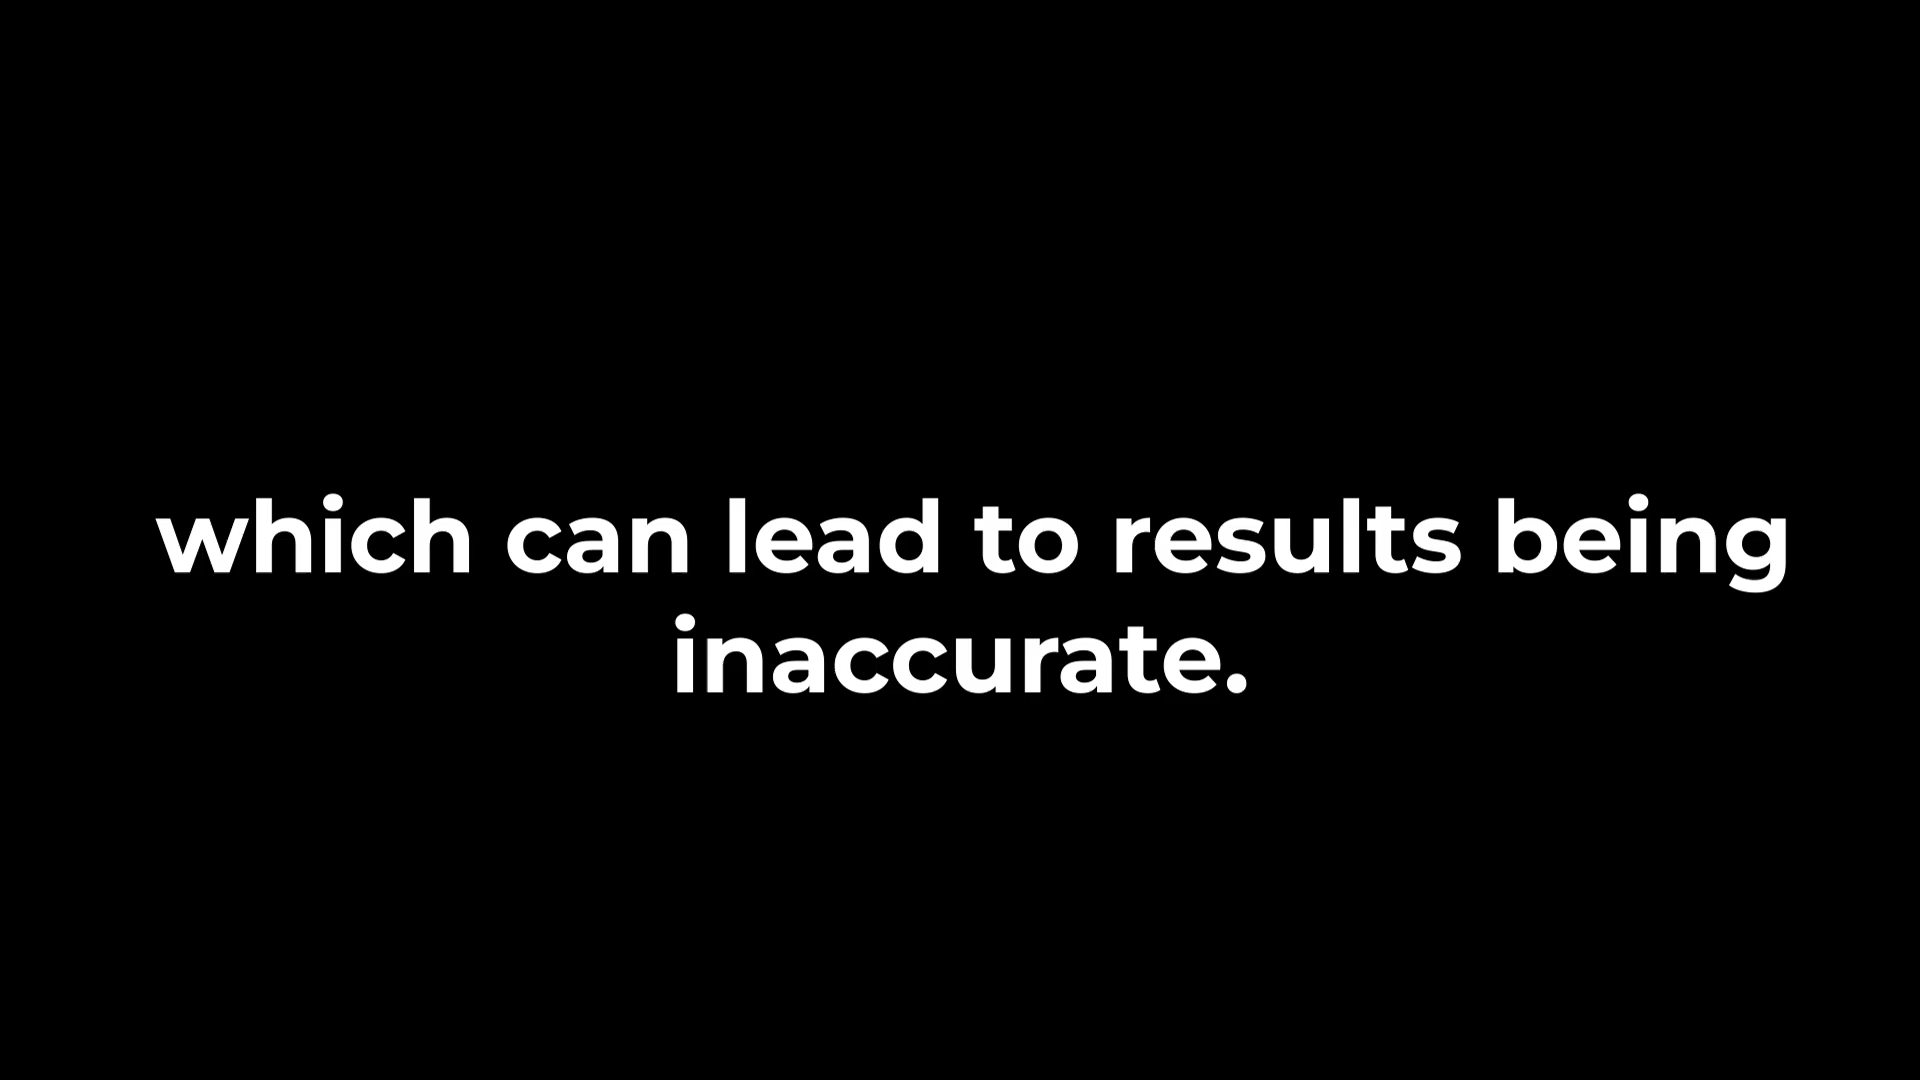 which can lead to results being
inaccurate.